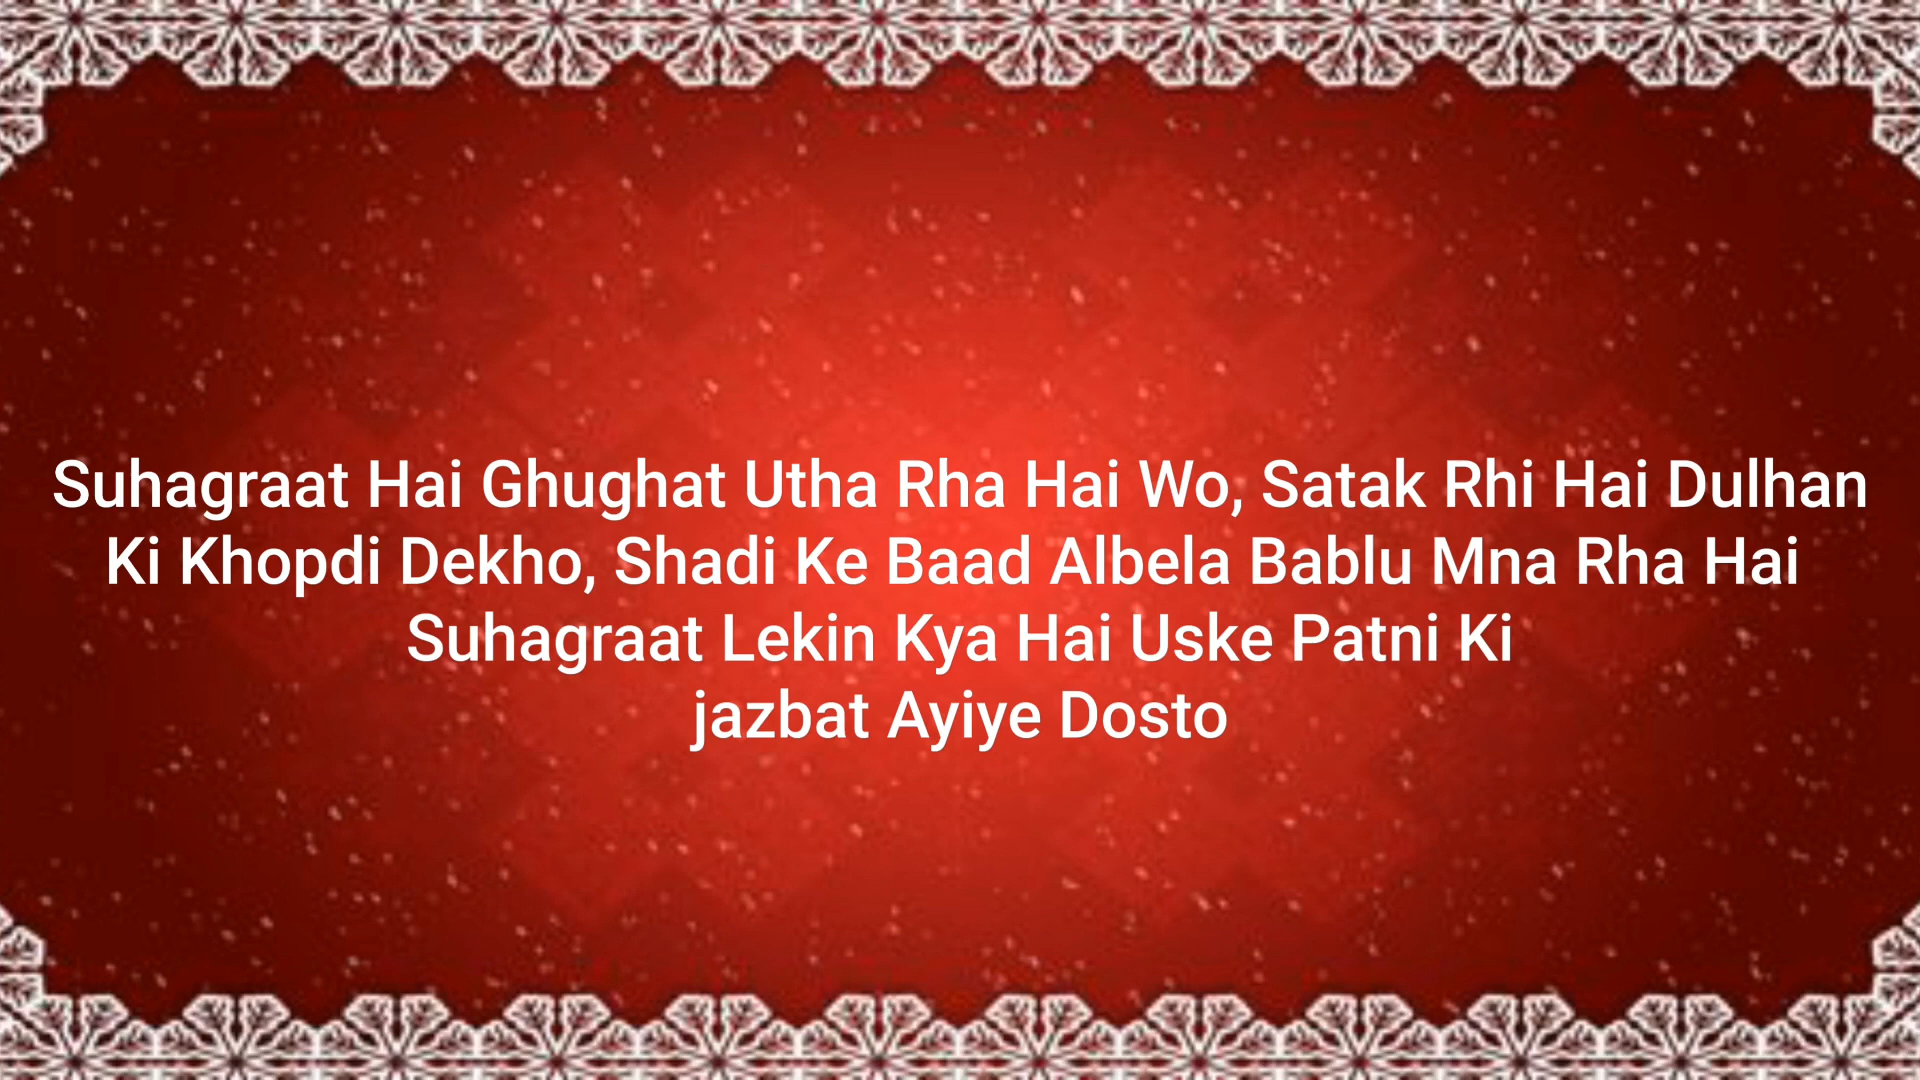 Suhagraat Hai Ghughat Utha Rha Hai Wo, Satak Rhi Hai Dulhan
Ki Khopdi Dekho, Shadi Ke Baad Albela Bablu Mna Rha Hai
Suhagraat Lekin Kya Hai Uske Patni Ki
jazbat Ayiye Dosto